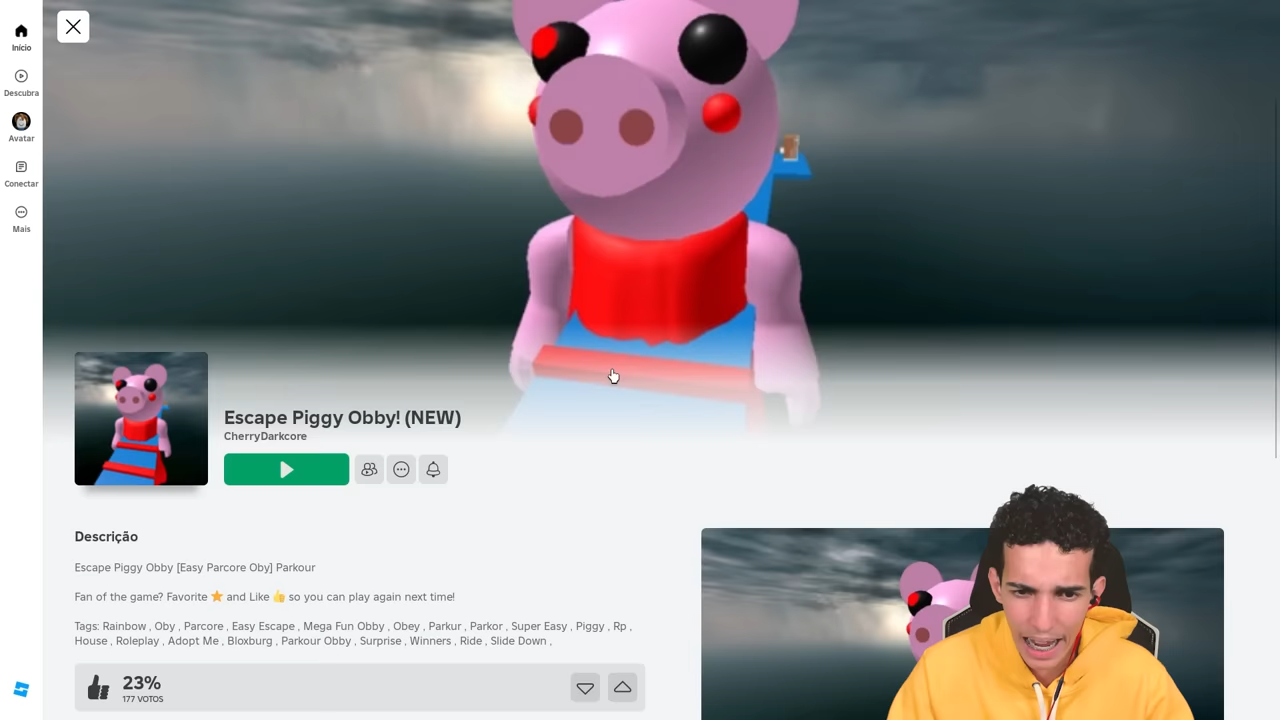 Início
Descubra
Avatar
Conectar
Mais
Escape Piggy Obby! (NEW)
CherryDarkcore
Descrição
Escape Piggy Obby [Easy Parcore Oby] Parkour
Fan of the game? Favorite ⭐ and Like 👍 so you can play again next time!
Tags: Rainbow , Oby , Parcore , Easy Escape , Mega Fun Obby , Obey , Parkur , Parkor , Super Easy , Piggy , Rp ,
House , Roleplay , Adopt Me , Bloxburg , Parkour Obby , Surprise , Winners , Ride , Slide Down ,
23%
177 VOTOS